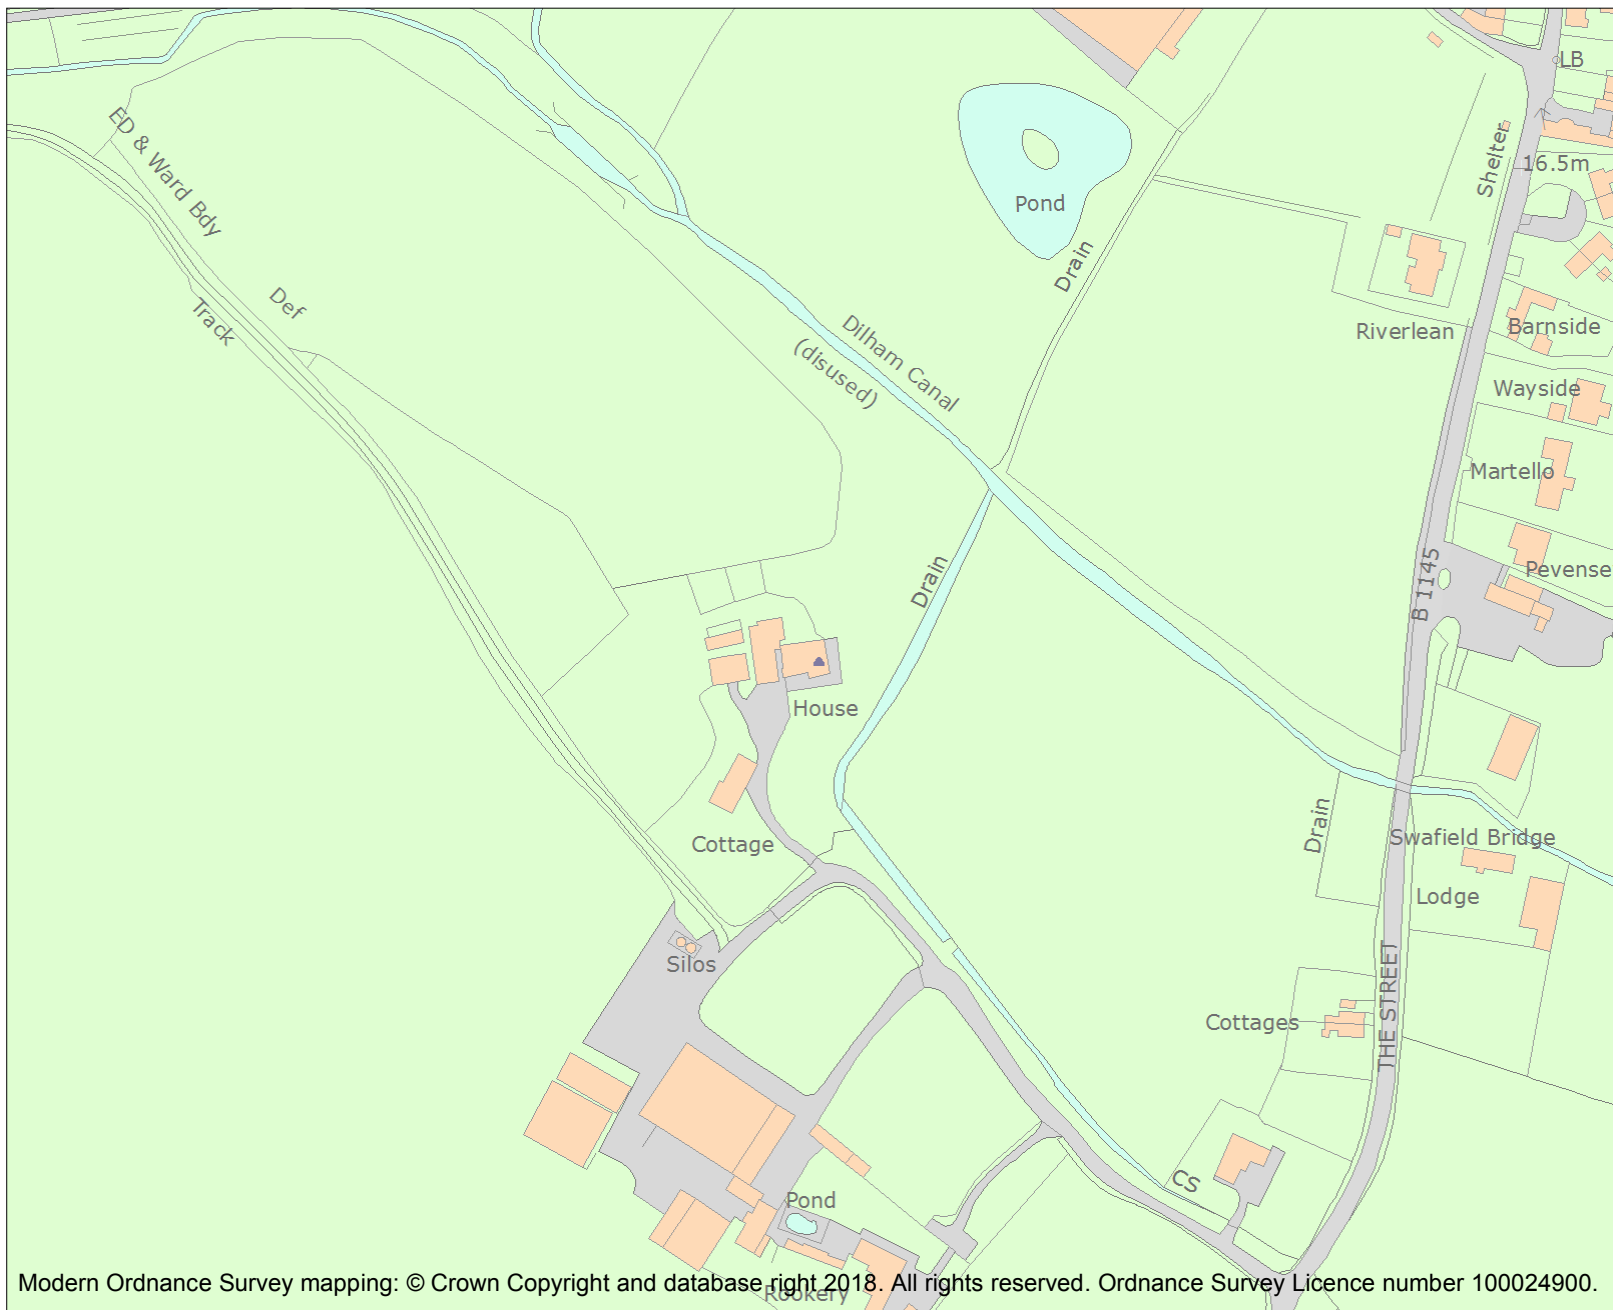 LB
ED & Ward Bdy
Shelter
16.5m
Pond
Drain
Def
Track
Dilham Canal
(disused)
Riverlean
Barnside
Wayside
Martello
Drain
B 1145
Pevense
House
Drain
Cottage
Swafield Bridge
Lodge
Silos
THE STREET
Cottages
CS
Pond
Rookery
Modern Ordnance Survey mapping: © Crown Copyright and database right 2018. All rights reserved. Ordnance Survey Licence number 100024900.